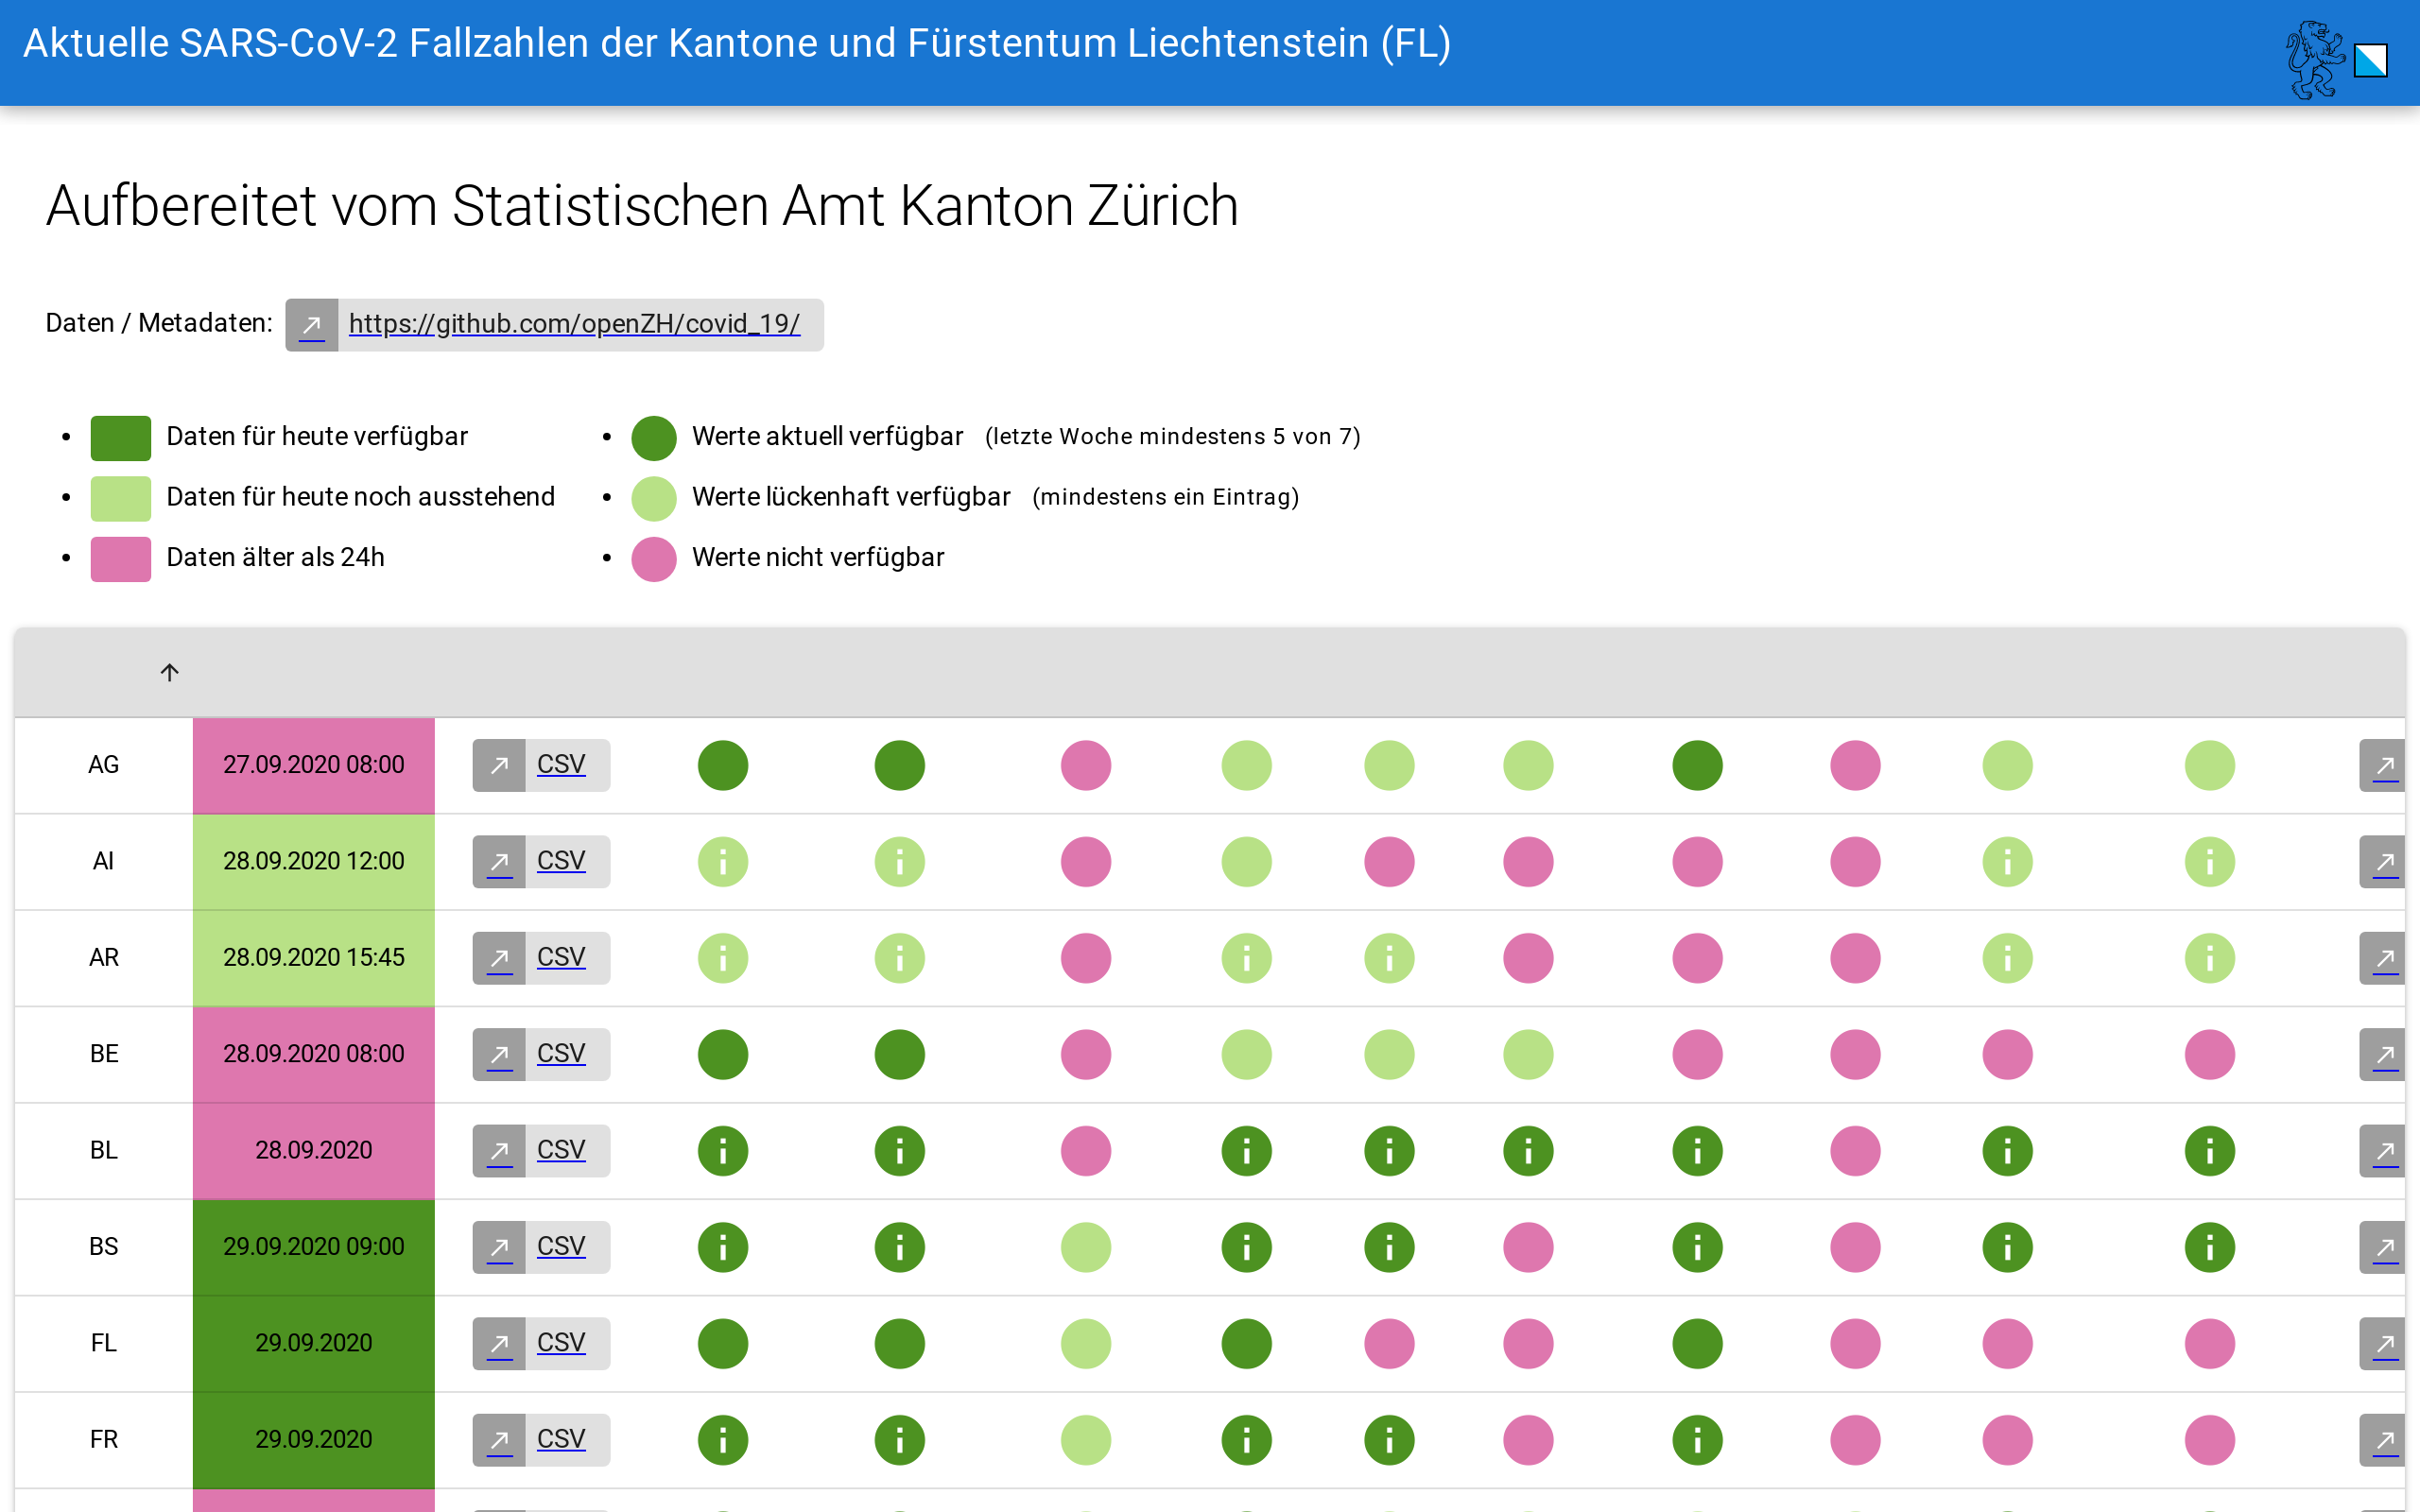 Aktuelle SARS-CoV-2 Fallzahlen der Kantone und Fürstentum Liechtenstein (FL)
Aufbereitet vom Statistischen Amt Kanton Zürich
Daten / Metadaten: https://github.com/openZH/covid_19/
Daten für heute verfügbar
Daten für heute noch ausstehend
Daten älter als 24h
Werte aktuell verfügbar (letzte Woche mindestens 5 von 7)
Werte lückenhaft verfügbar (mindestens ein Eintrag)
Werte nicht verfügbar
AG 27.09.2020 08:00 CSV
AI 28.09.2020 12:00 CSV
AR 28.09.2020 15:45 CSV
BE 28.09.2020 08:00 CSV
BL 28.09.2020 CSV
BS 29.09.2020 09:00 CSV
FL 29.09.2020 CSV
FR 29.09.2020 CSV